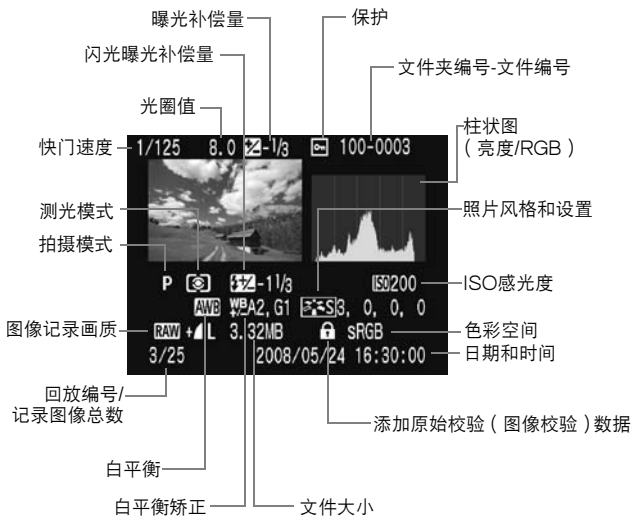 曝光补偿量
保护
闪光曝光补偿量
文件夹编号-文件编号
光圈值
柱状图
(亮度/RGB)
快门速度
1/125 8.0 -1/3 100-0003
测光模式
照片风格和设置
拍摄模式
P -1 1/3 ISO 200
ISO感光度
AWB WB A2, G1 S 3, 0, 0, 0
图像记录画质
RAW + L 3.32MB sRGB
色彩空间
3/25 2008/05/24 16:30:00
日期和时间
回放编号/
记录图像总数
添加原始校验(图像校验)数据
白平衡
白平衡矫正
文件大小